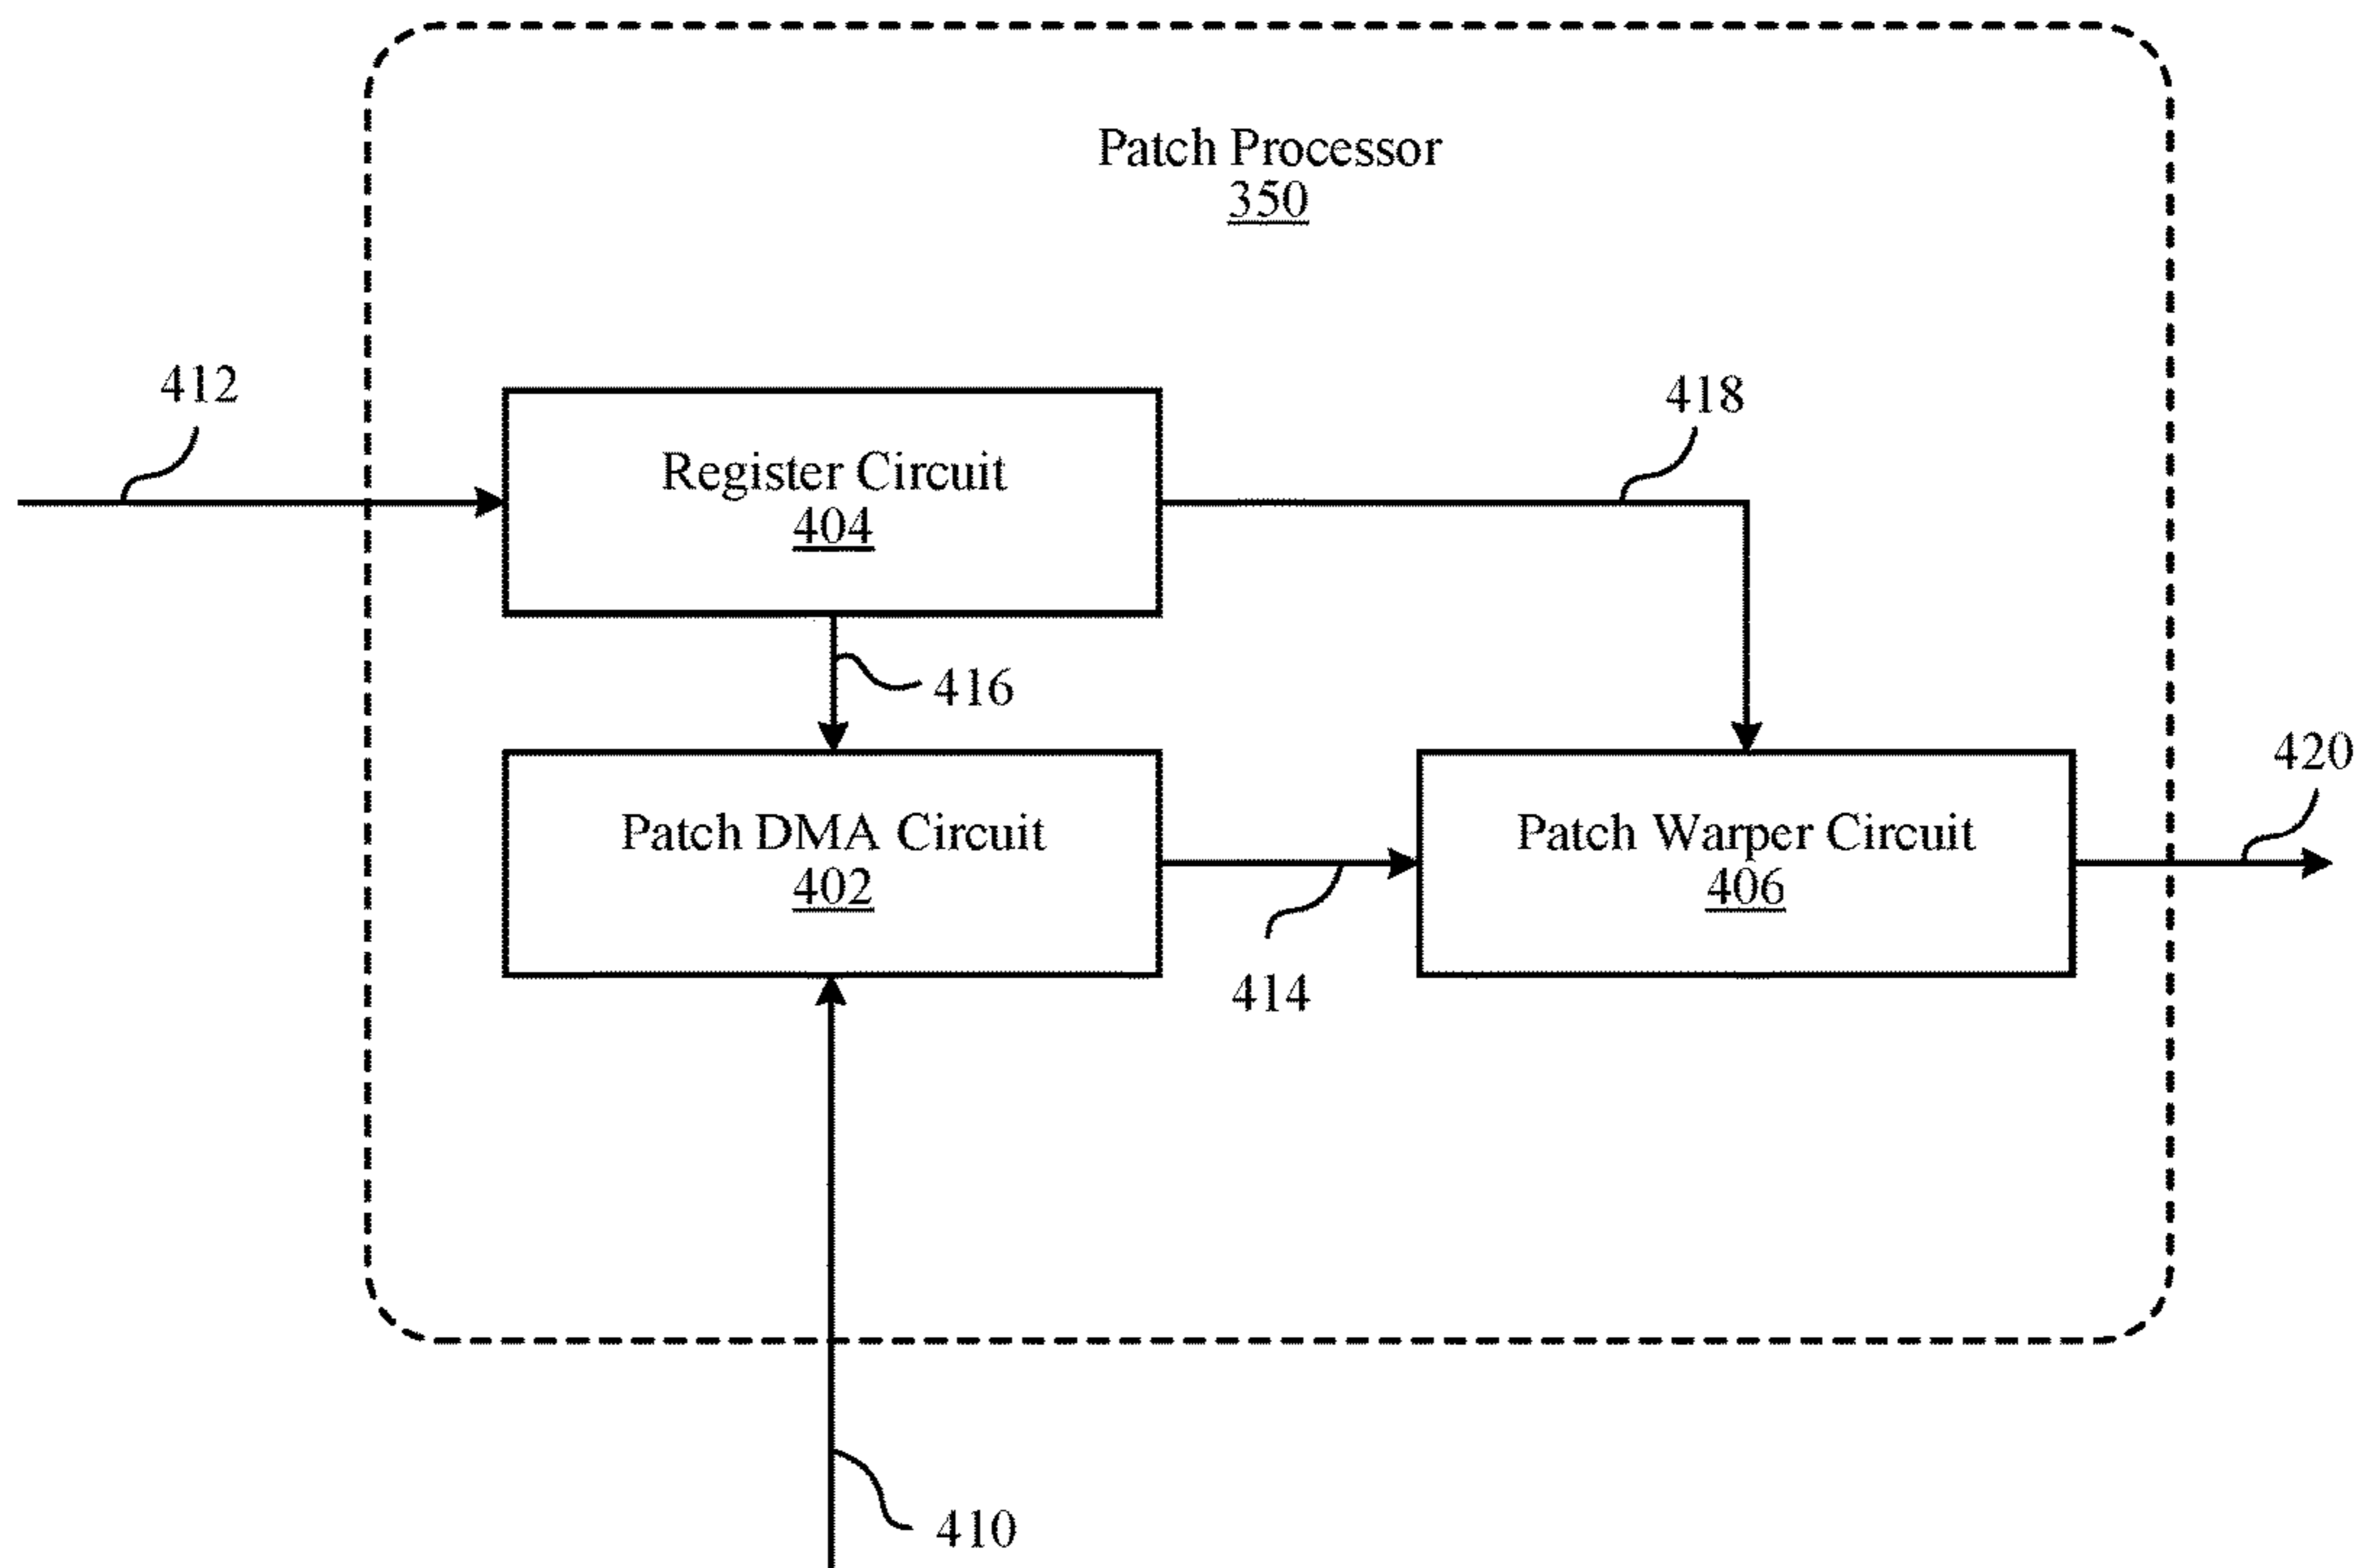 Patch Processor
350
412
Register Circuit
404
418
416
420
Patch DMA Circuit
402
Patch Warper Circuit
406
414
410